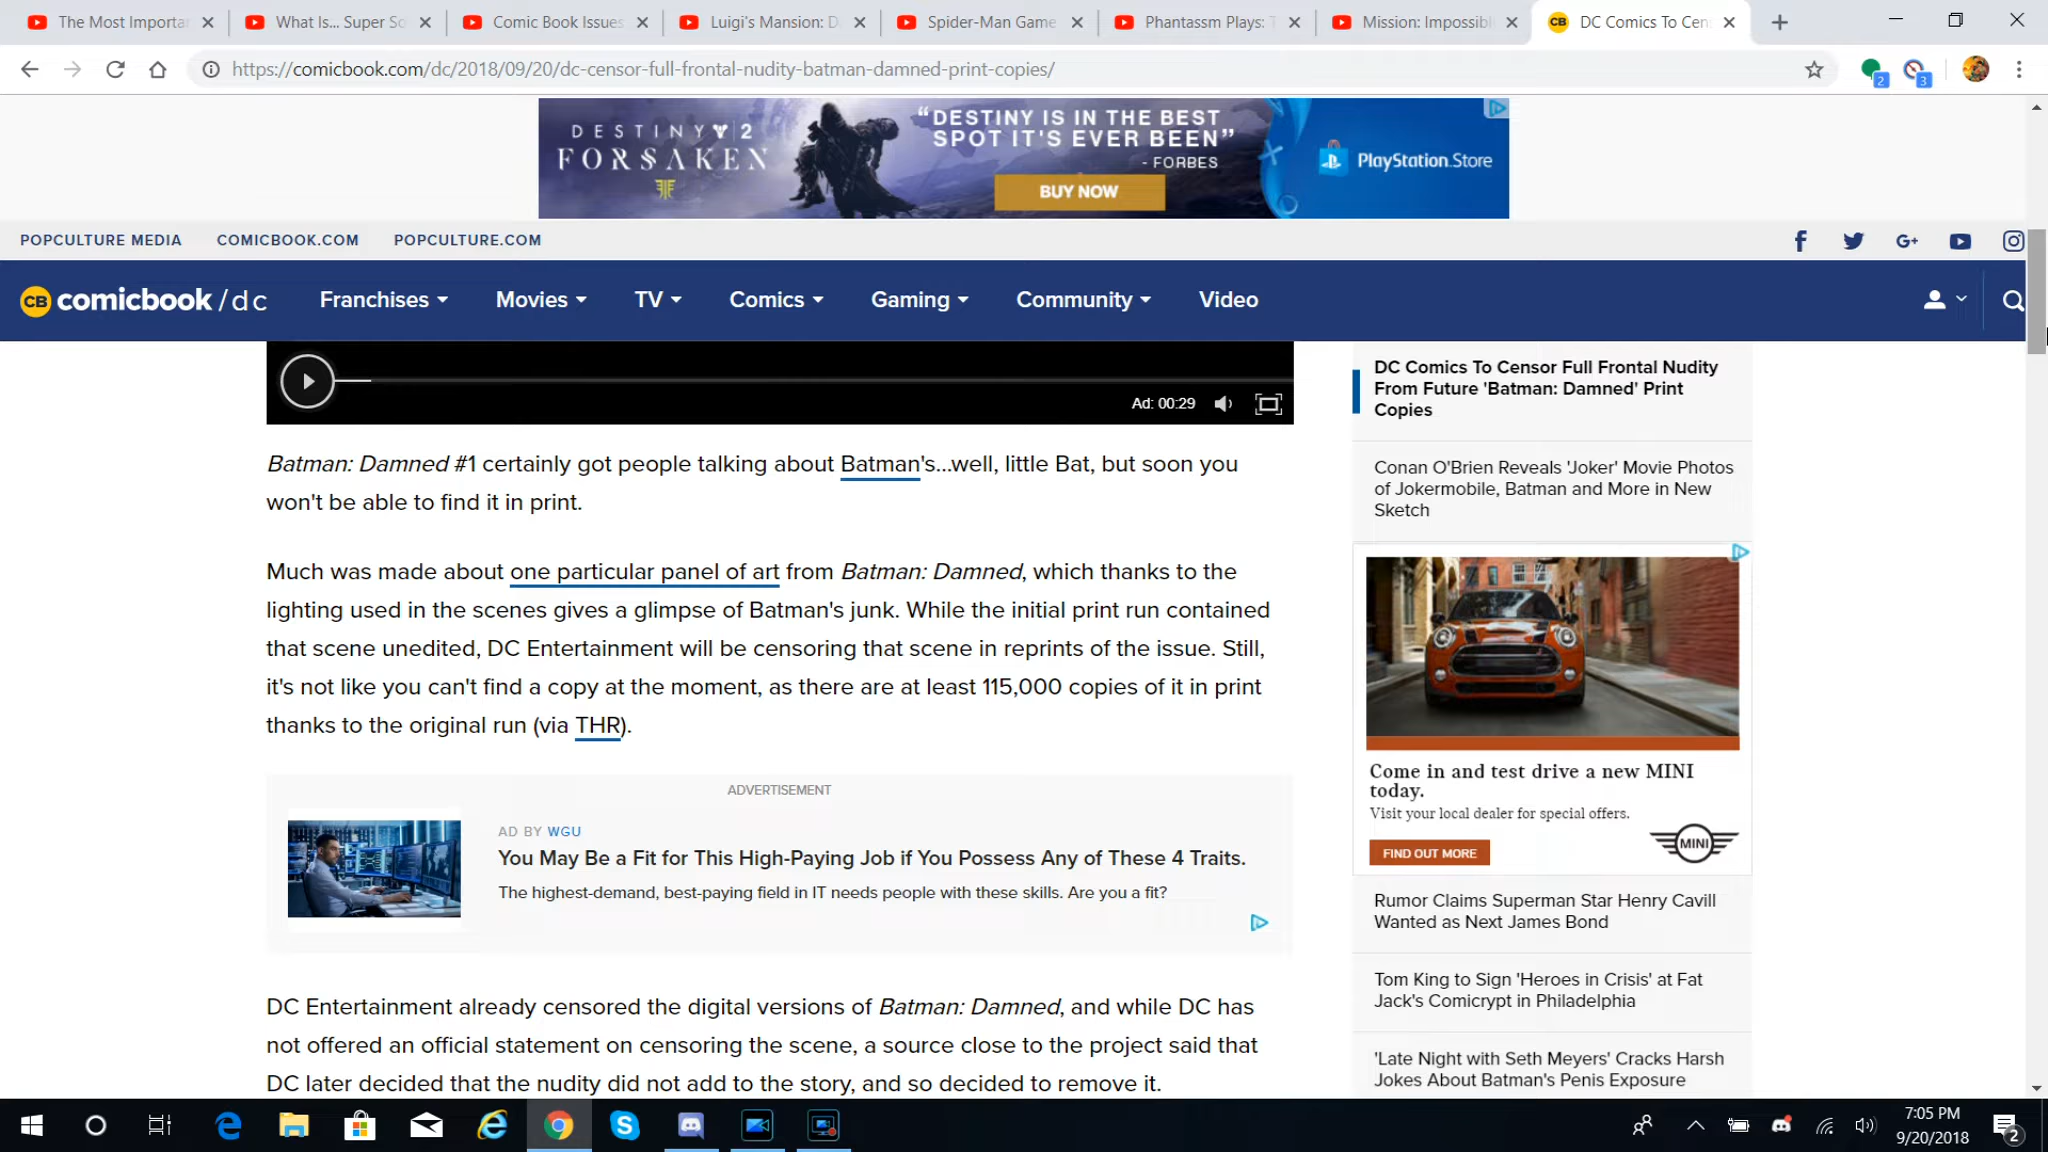 The Most Importa
What Is... Super So
Comic Book Issues
Luigi's Mansion: D
Spider-Man Game
Phantassm Plays: T
Mission: Impossibl
CB DC Comics To Cen
https://comicbook.com/dc/2018/09/20/dc-censor-full-frontal-nudity-batman-damned-print-copies/
2
3
DESTINY 2
FORSAKEN
“DESTINY IS IN THE BEST
SPOT IT'S EVER BEEN”
- FORBES
BUY NOW
PlayStation.Store
POPCULTURE MEDIA COMICBOOK.COM POPCULTURE.COM
G+
CB comicbook/dc Franchises Movies TV Comics Gaming Community Video
Ad: 00:29
Batman: Damned #1 certainly got people talking about Batman's...well, little Bat, but soon you
won't be able to find it in print.
Much was made about one particular panel of art from Batman: Damned, which thanks to the
lighting used in the scenes gives a glimpse of Batman's junk. While the initial print run contained
that scene unedited, DC Entertainment will be censoring that scene in reprints of the issue. Still,
it's not like you can't find a copy at the moment, as there are at least 115,000 copies of it in print
thanks to the original run (via THR).
ADVERTISEMENT
AD BY WGU
You May Be a Fit for This High-Paying Job if You Possess Any of These 4 Traits.
The highest-demand, best-paying field in IT needs people with these skills. Are you a fit?
DC Entertainment already censored the digital versions of Batman: Damned, and while DC has
not offered an official statement on censoring the scene, a source close to the project said that
DC later decided that the nudity did not add to the story, and so decided to remove it.
DC Comics To Censor Full Frontal Nudity
From Future 'Batman: Damned' Print
Copies
Conan O'Brien Reveals 'Joker' Movie Photos
of Jokermobile, Batman and More in New
Sketch
Come in and test drive a new MINI
today.
Visit your local dealer for special offers.
FIND OUT MORE
MINI
Rumor Claims Superman Star Henry Cavill
Wanted as Next James Bond
Tom King to Sign 'Heroes in Crisis' at Fat
Jack's Comicrypt in Philadelphia
'Late Night with Seth Meyers' Cracks Harsh
Jokes About Batman's Penis Exposure
7:05 PM
9/20/2018
2